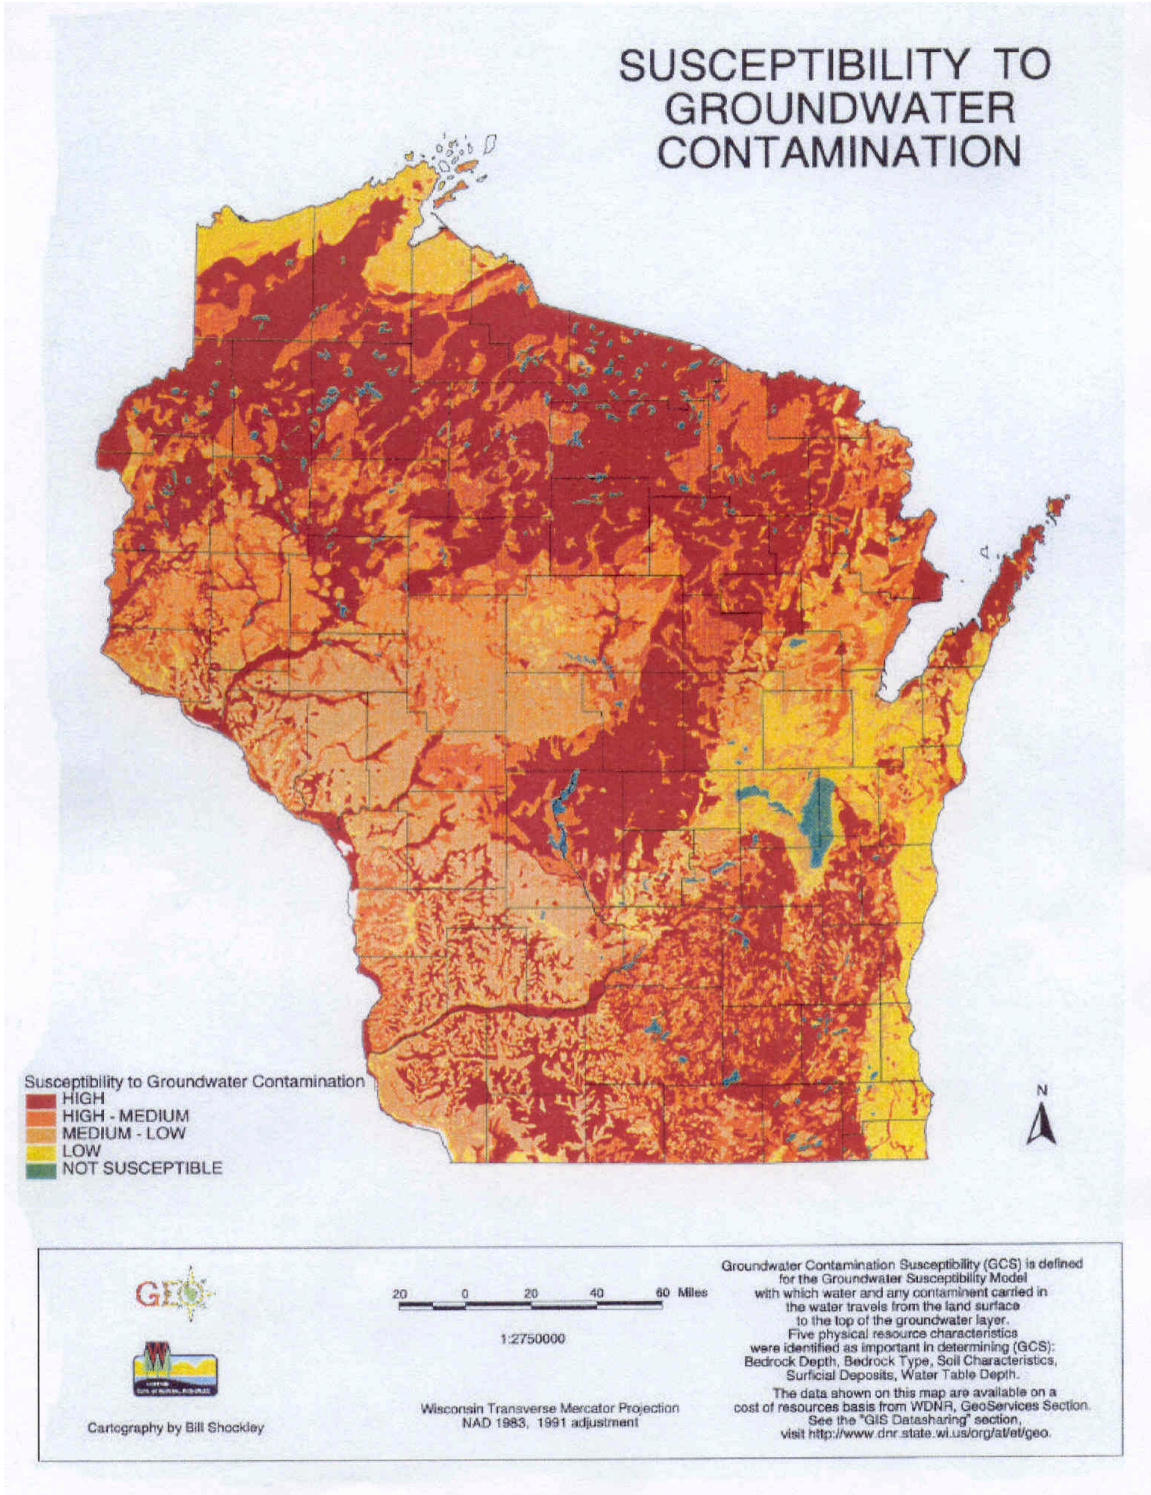 SUSCEPTIBILITY TO
GROUNDWATER
CONTAMINATION
Susceptibility to Groundwater Contamination
HIGH
HIGH - MEDIUM
MEDIUM - LOW
LOW
NOT SUSCEPTIBLE
N
GEO
W
Cartography by Bill Shockley
20 0 20 40 60 Miles
1:2750000
Wisconsin Transverse Mercator Projection
NAD 1983, 1991 adjustment
Groundwater Contamination Susceptibility (GCS) is defined
for the Groundwater Susceptibility Model
with which water and any contaminent carried in
the water travels from the land surface
to the top of the groundwater layer.
Five physical resource characteristics
were identified as important in determining (GCS):
Bedrock Depth, Bedrock Type, Soil Characteristics,
Surficial Deposits, Water Table Depth.
The data shown on this map are available on a
cost of resources basis from WDNR, GeoServices Section.
See the "GIS Datasharing" section,
visit http://www.dnr.state.wi.us/org/at/et/geo.